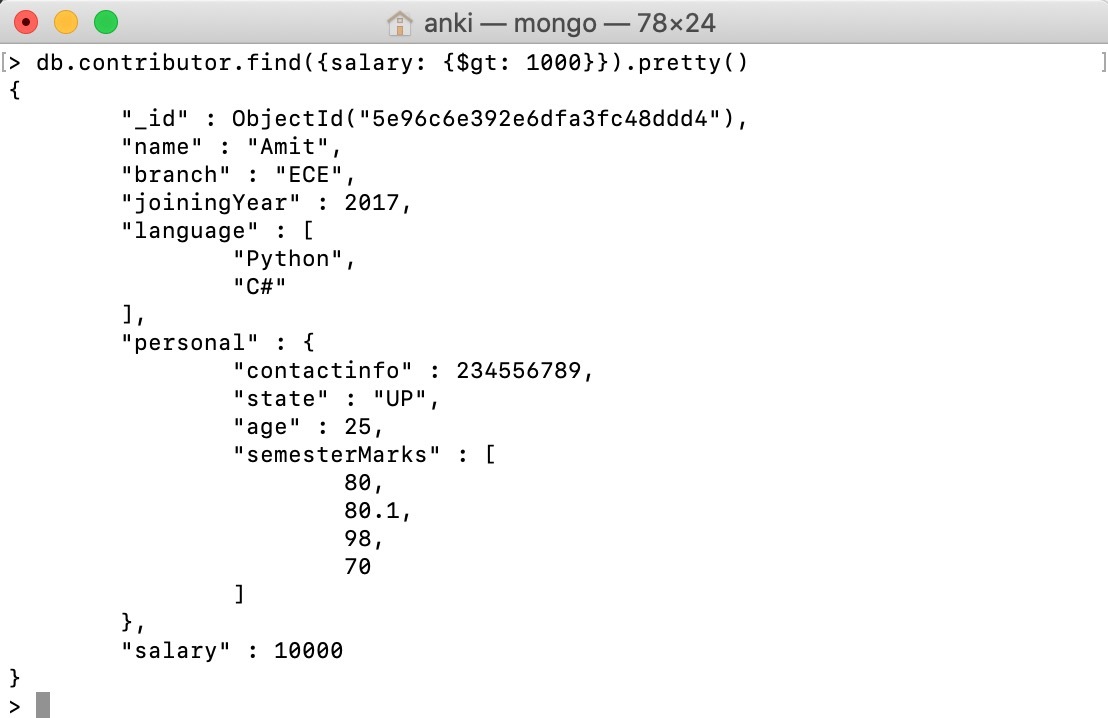 anki — mongo — 78×24
[> db.contributor.find({salary: {$gt: 1000}}).pretty() ]
{
        "_id" : ObjectId("5e96c6e392e6dfa3fc48ddd4"),
        "name" : "Amit",
        "branch" : "ECE",
        "joiningYear" : 2017,
        "language" : [
                "Python",
                "C#"
        ],
        "personal" : {
                "contactinfo" : 234556789,
                "state" : "UP",
                "age" : 25,
                "semesterMarks" : [
                        80,
                        80.1,
                        98,
                        70
                ]
        },
        "salary" : 10000
}
>